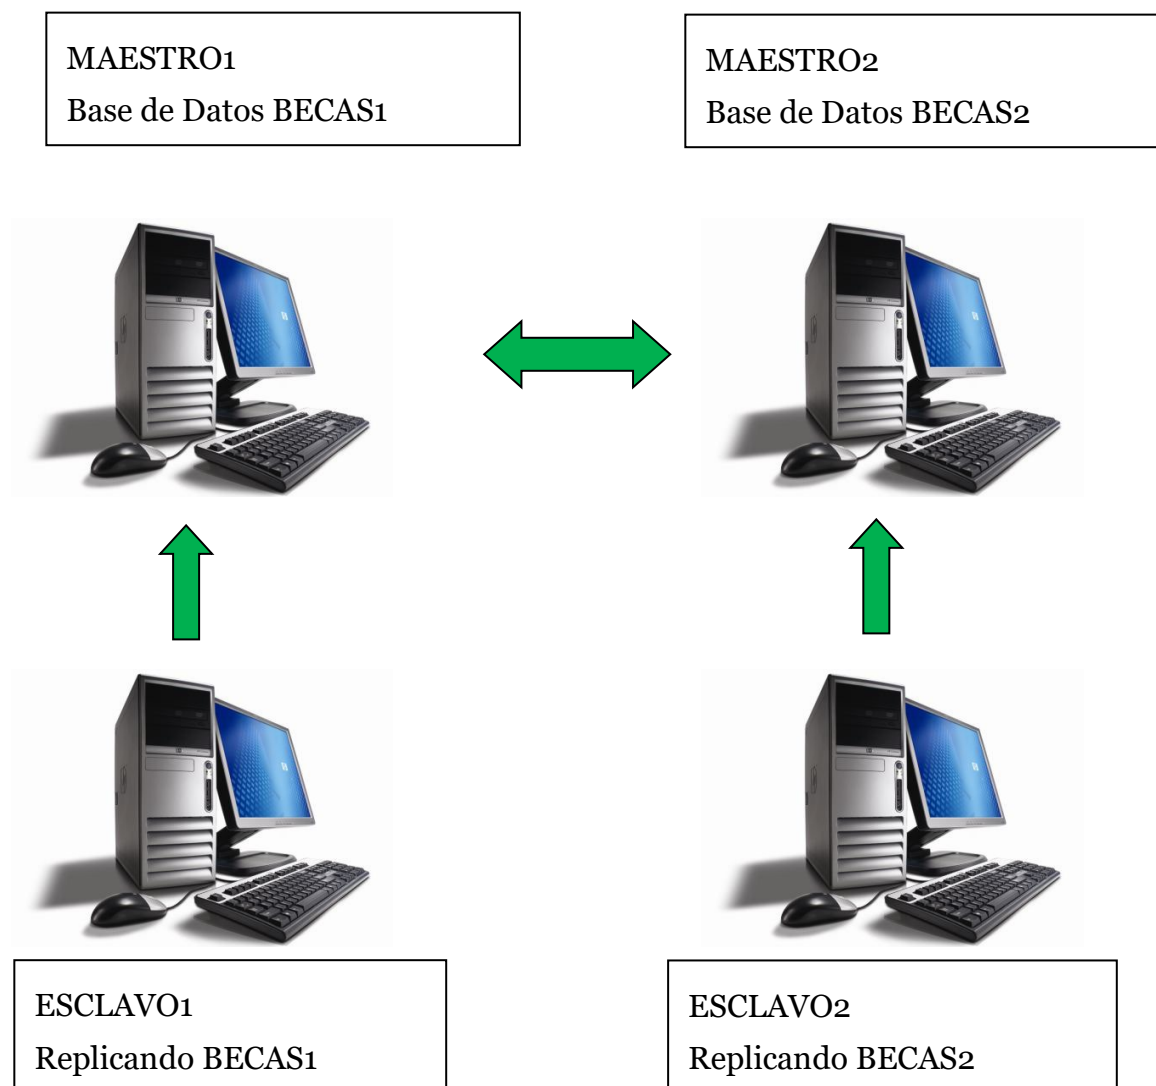 MAESTRO1
Base de Datos BECAS1
MAESTRO2
Base de Datos BECAS2
ESCLAVO1
Replicando BECAS1
ESCLAVO2
Replicando BECAS2